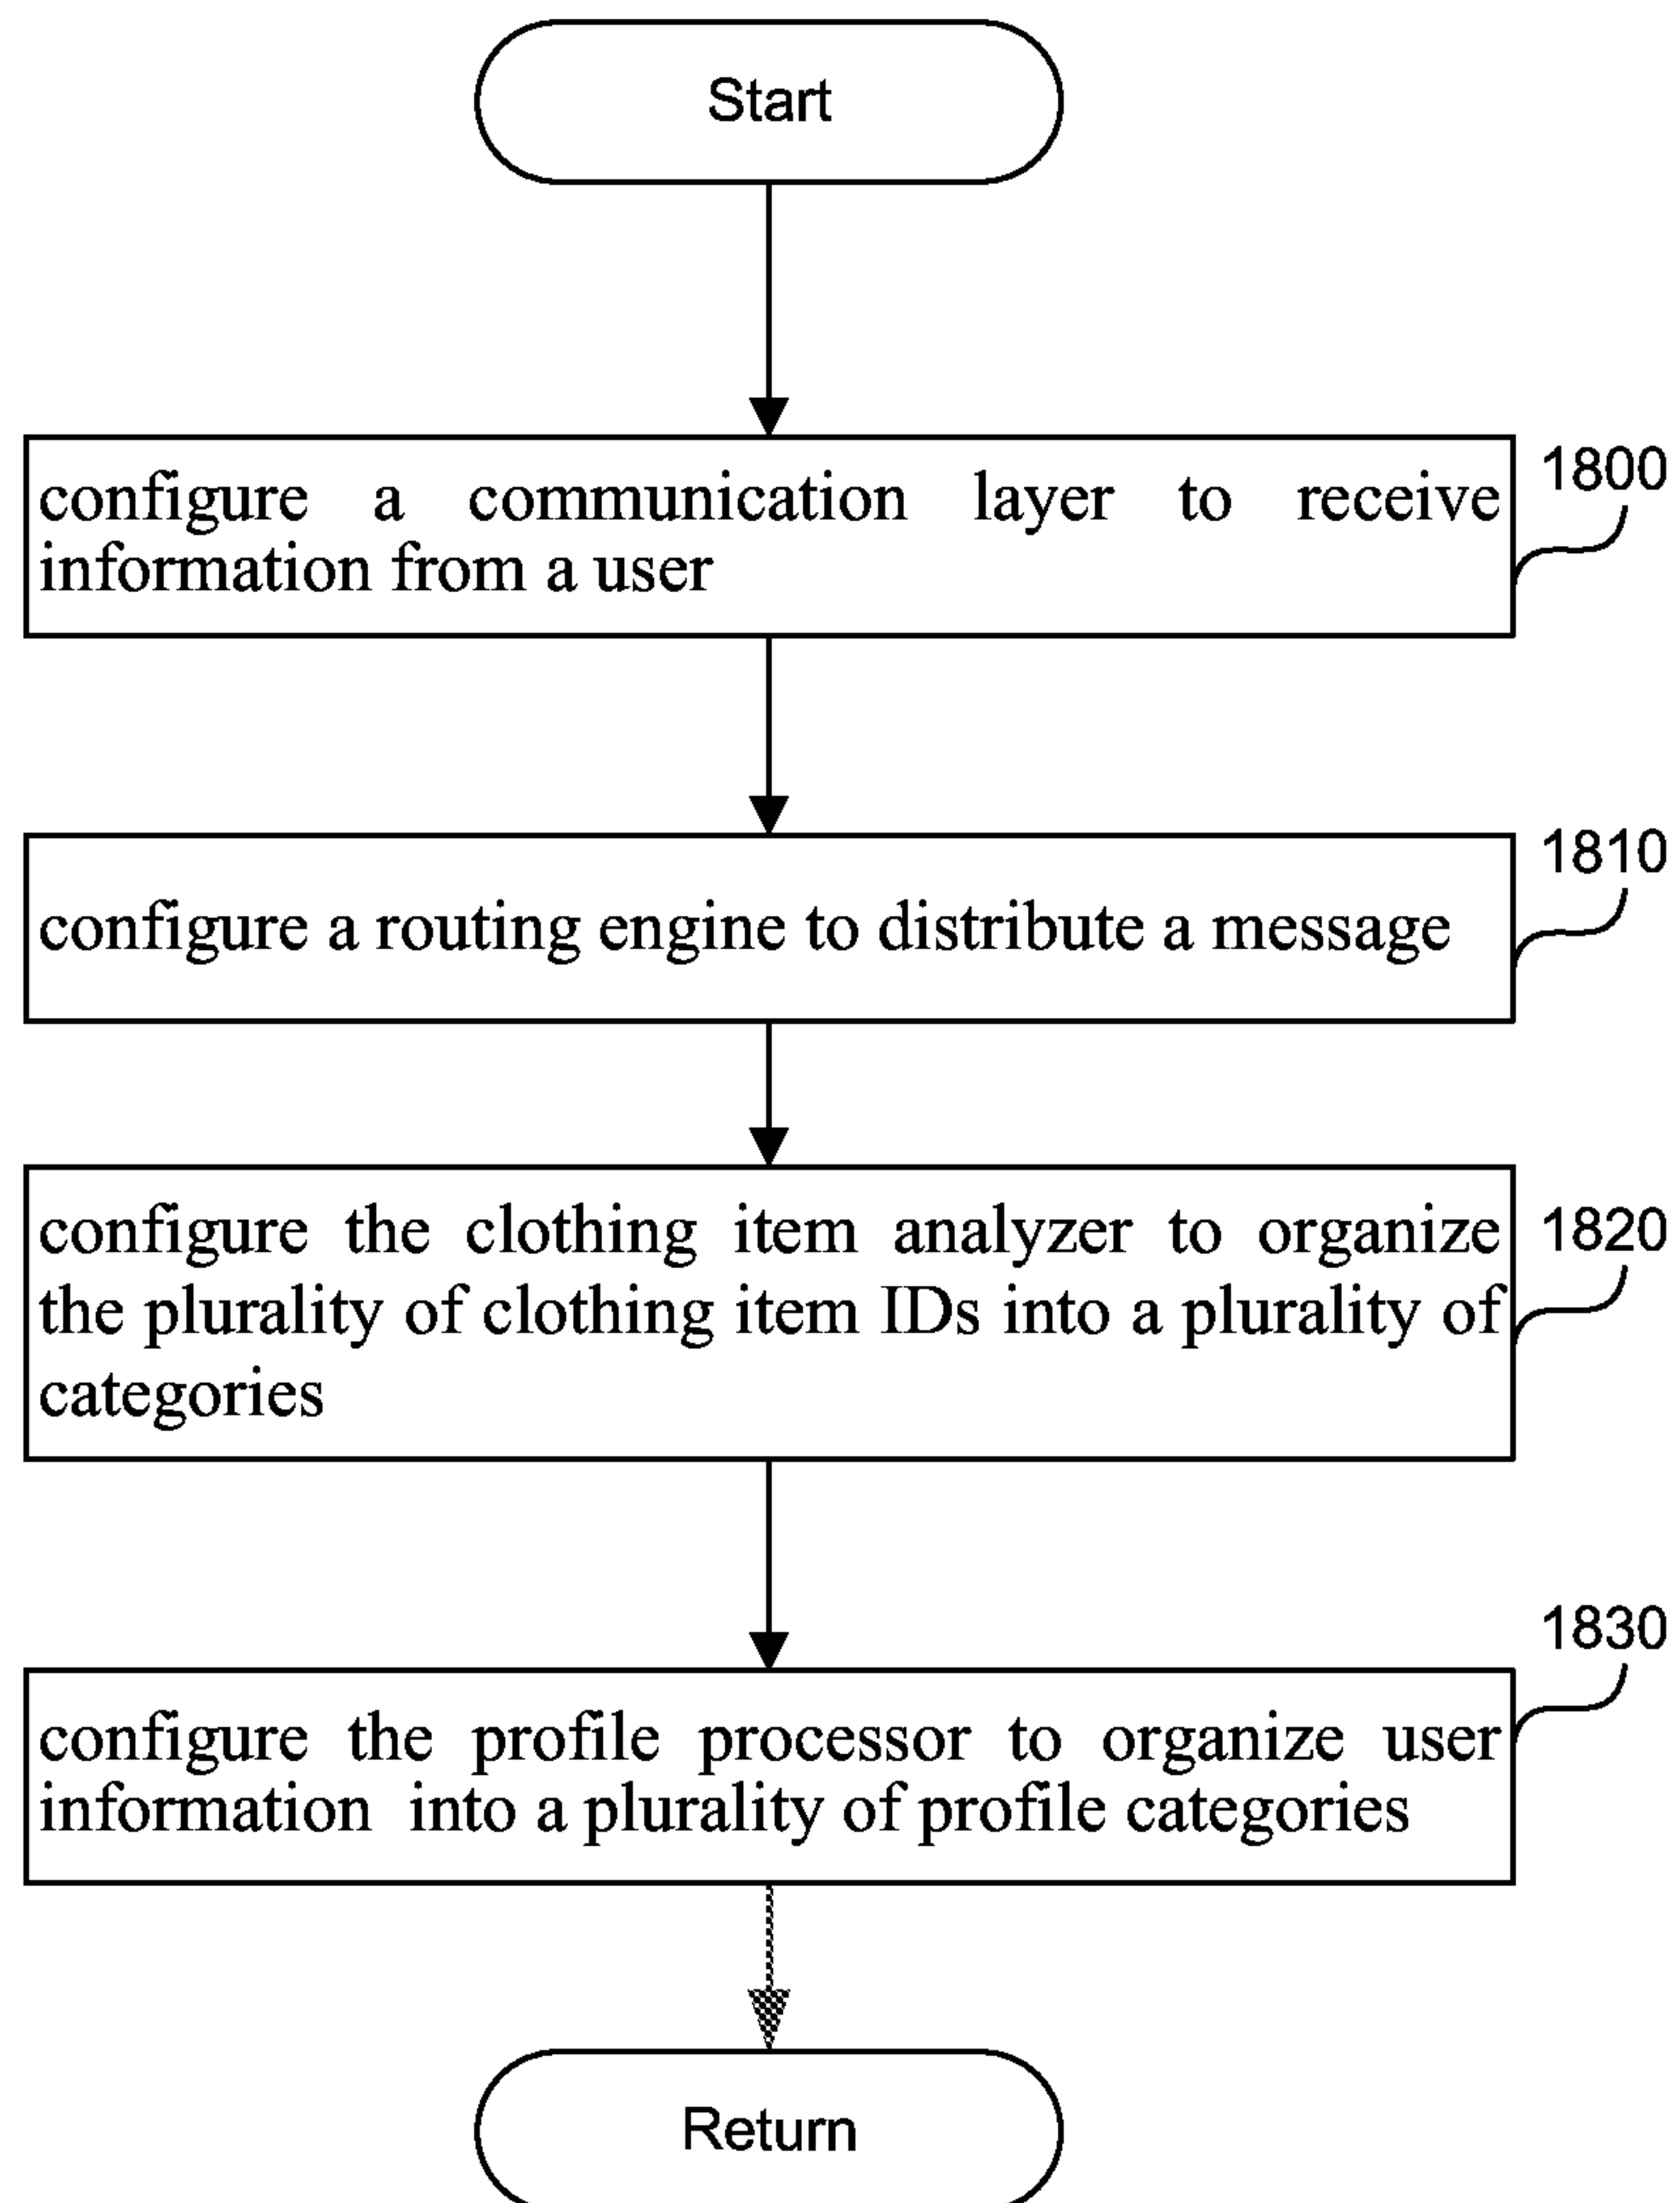 Start
1800
configure a communication layer to receive
information from a user
1810
configure a routing engine to distribute a message
1820
configure the clothing item analyzer to organize
the plurality of clothing item IDs into a plurality of
categories
1830
configure the profile processor to organize user
information into a plurality of profile categories
Return